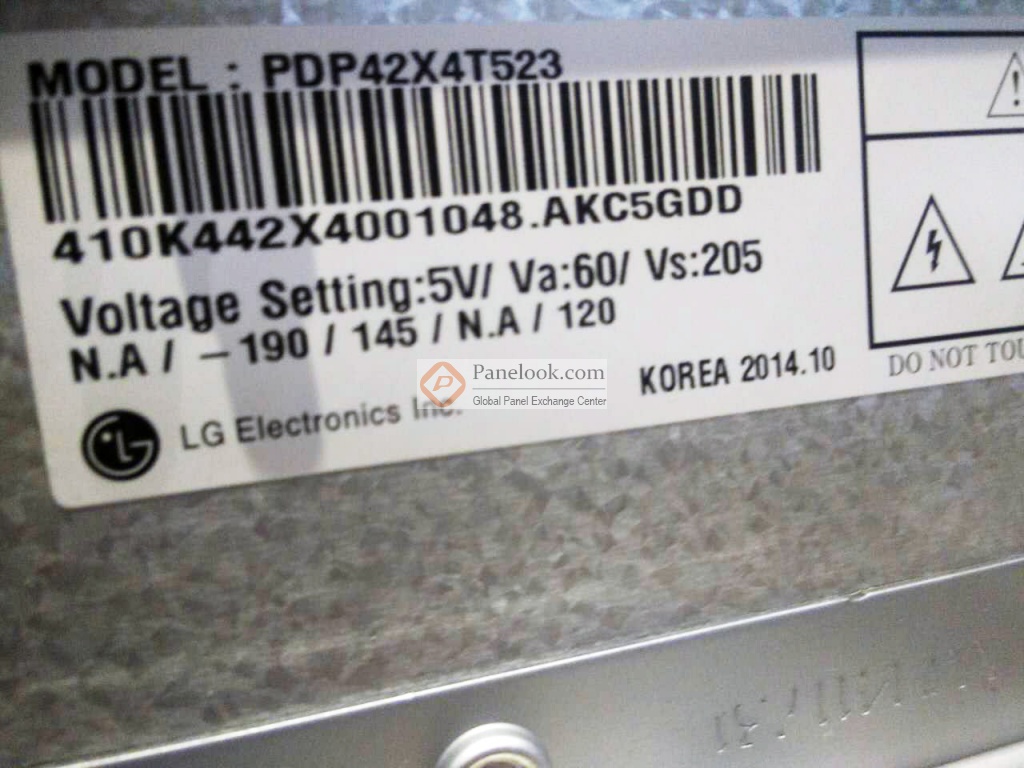 MODEL : PDP42X4T523
410K442X4001048.AKC5GDD
Voltage Setting:5V/ Va:60/ Vs:205
N.A / -190 / 145 / N.A / 120
Panelook.com
Global Panel Exchange Center
KOREA 2014.10
LG Electronics Inc.
DO NOT TOU